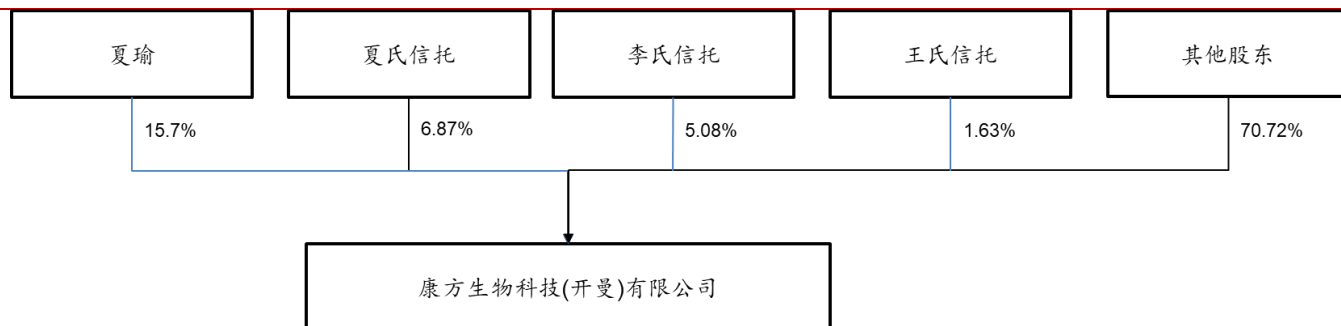 夏瑜
夏氏信托
李氏信托
王氏信托
其他股东
15.7%
6.87%
5.08%
1.63%
70.72%
康方生物科技(开曼)有限公司